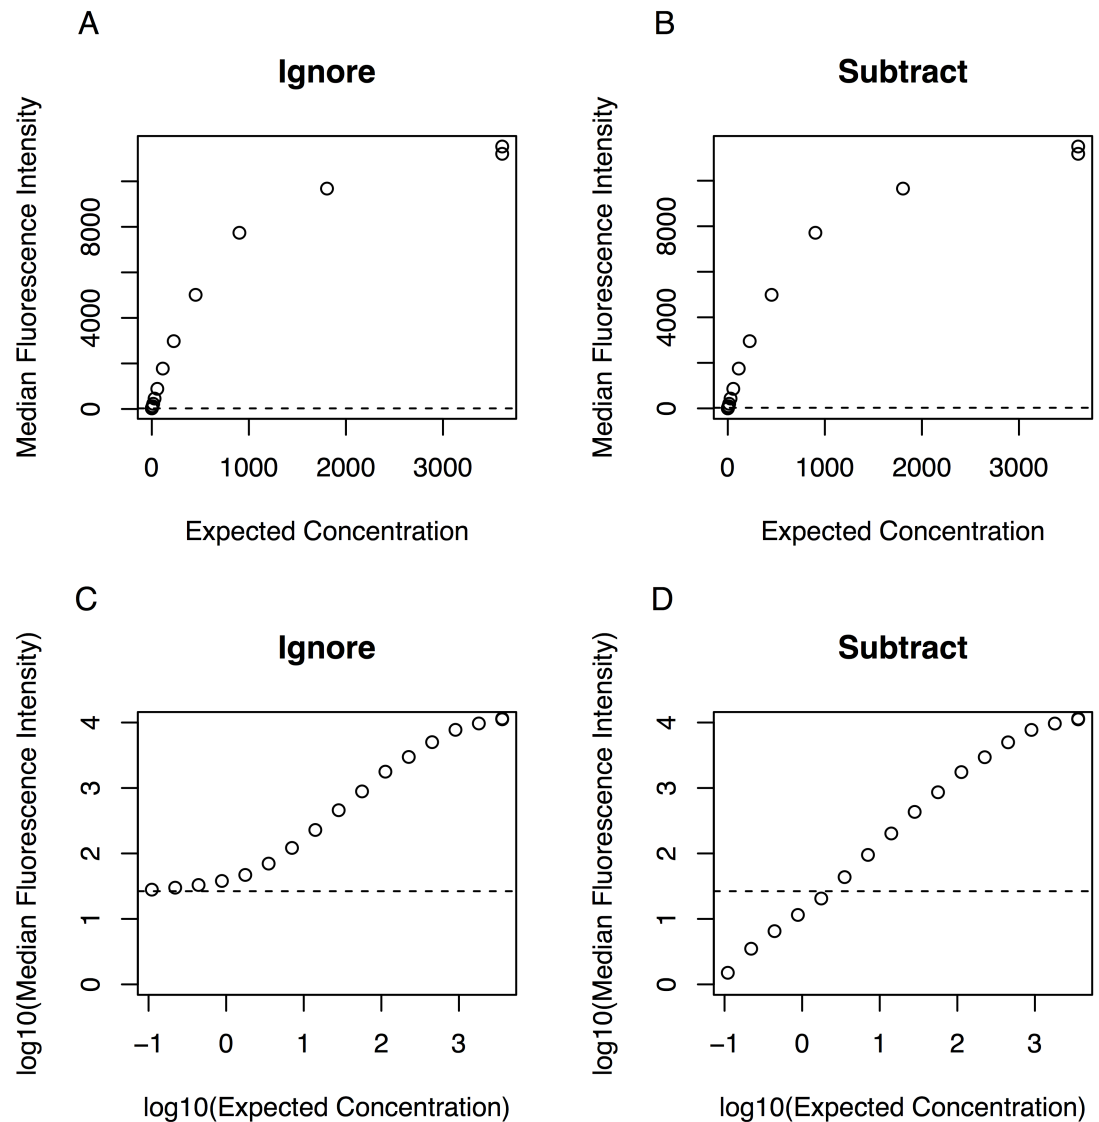 A
Ignore
Median Fluorescence Intensity
0 4000 8000
0 1000 2000 3000
Expected Concentration
B
Subtract
Median Fluorescence Intensity
0 4000 8000
0 1000 2000 3000
Expected Concentration
C
Ignore
log10(Median Fluorescence Intensity)
0 1 2 3 4
−1 0 1 2 3
log10(Expected Concentration)
D
Subtract
log10(Median Fluorescence Intensity)
0 1 2 3 4
−1 0 1 2 3
log10(Expected Concentration)